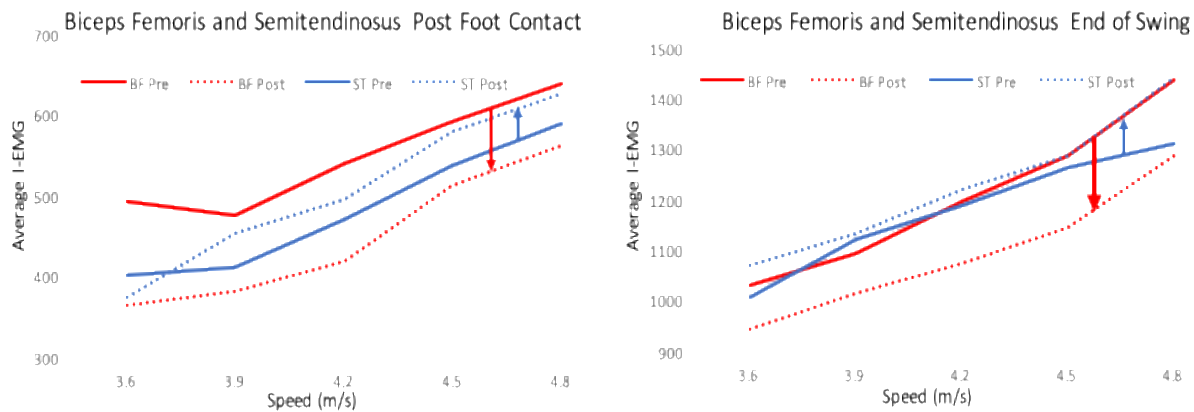 Biceps Femoris and Semitendinosus Post Foot Contact
700
BF Pre BF Post ST Pre ST Post
600
500
400
300
Average I-EMG
3.6 3.9 4.2 4.5 4.8
Speed (m/s)
Biceps Femoris and Semitendinosus End of Swing
1500
BF Pre BF Post ST Pre ST Post
1400
1300
1200
1100
1000
900
Average I-EMG
3.6 3.9 4.2 4.5 4.8
Speed (m/s)